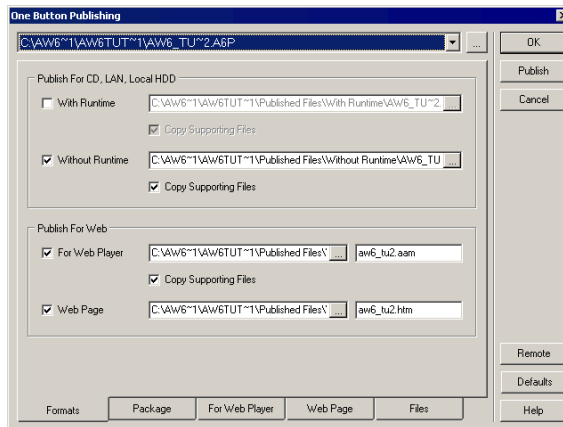 One Button Publishing
C:\AW6~1\AW6TUT~1\AW6_TU~2.A6P
...
OK
Publish
Cancel
Publish For CD, LAN, Local HDD
With Runtime
C:\AW6~1\AW6TUT~1\Published Files\With Runtime\AW6_TU~2.
...
Copy Supporting Files
Without Runtime
C:\AW6~1\AW6TUT~1\Published Files\Without Runtime\AW6_TU
...
Copy Supporting Files
Publish For Web
For Web Player
C:\AW6~1\AW6TUT~1\Published Files\
...
aw6_tu2.aam
Copy Supporting Files
Web Page
C:\AW6~1\AW6TUT~1\Published Files\
...
aw6_tu2.htm
Remote
Defaults
Help
Formats
Package
For Web Player
Web Page
Files